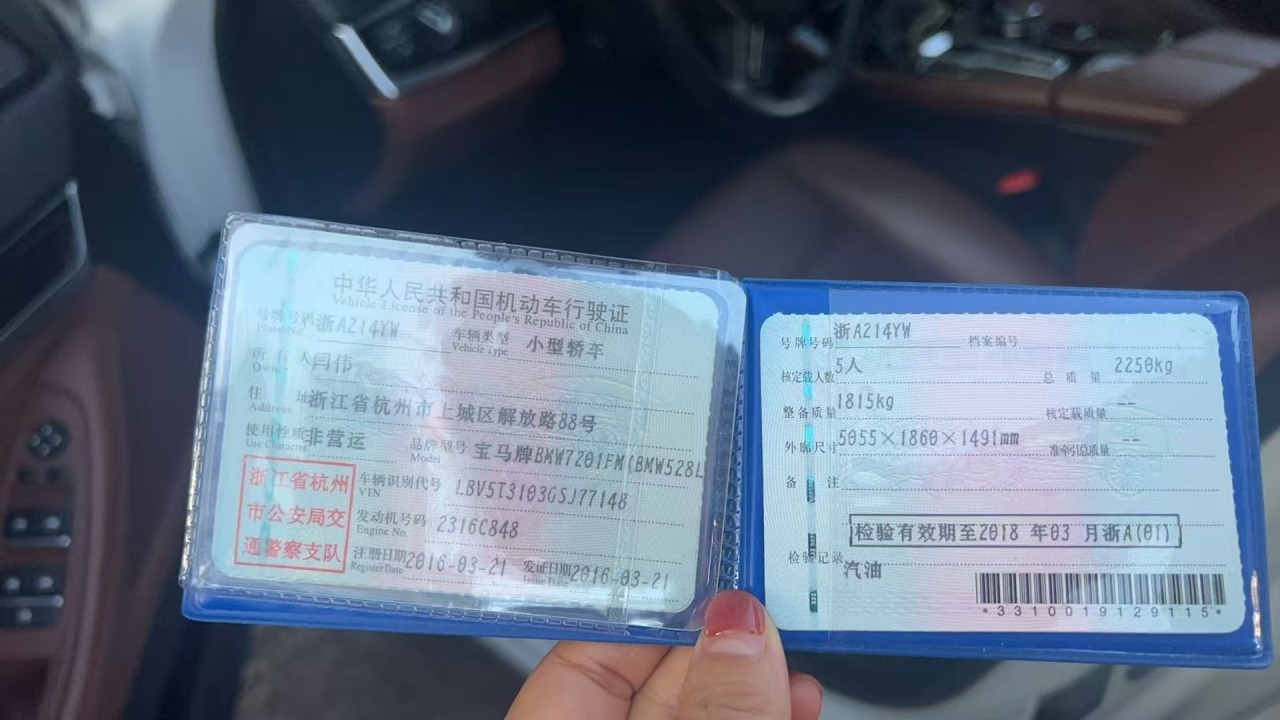 中华人民共和国机动车行驶证
Vehicle License of the People's Republic of China
号牌号码 浙A214YW 车辆类型 小型轿车
Plate No. Vehicle Type
所有人 闫伟
Owner
住址 浙江省杭州市上城区解放路88号
Address
使用性质 非营运 品牌型号 宝马牌BMW7201FM(BMW528L
Use Character Model
浙江省杭州
市公安局交
通警察支队
车辆识别代号 LBV5T3103GSJ77148
VIN
发动机号码 2316C848
Engine No.
注册日期 2016-03-21 发证日期 2016-03-21
Register Date Issue Date
号牌号码 浙A214YW 档案编号
核定载人数 5人 总质量 2250kg
整备质量 1815kg 核定载质量 --
外廓尺寸 5055×1860×1491mm 准牵引总质量 --
备注
检验有效期至2018 年03 月浙A(01)
检验记录
汽油
*3310019129115*